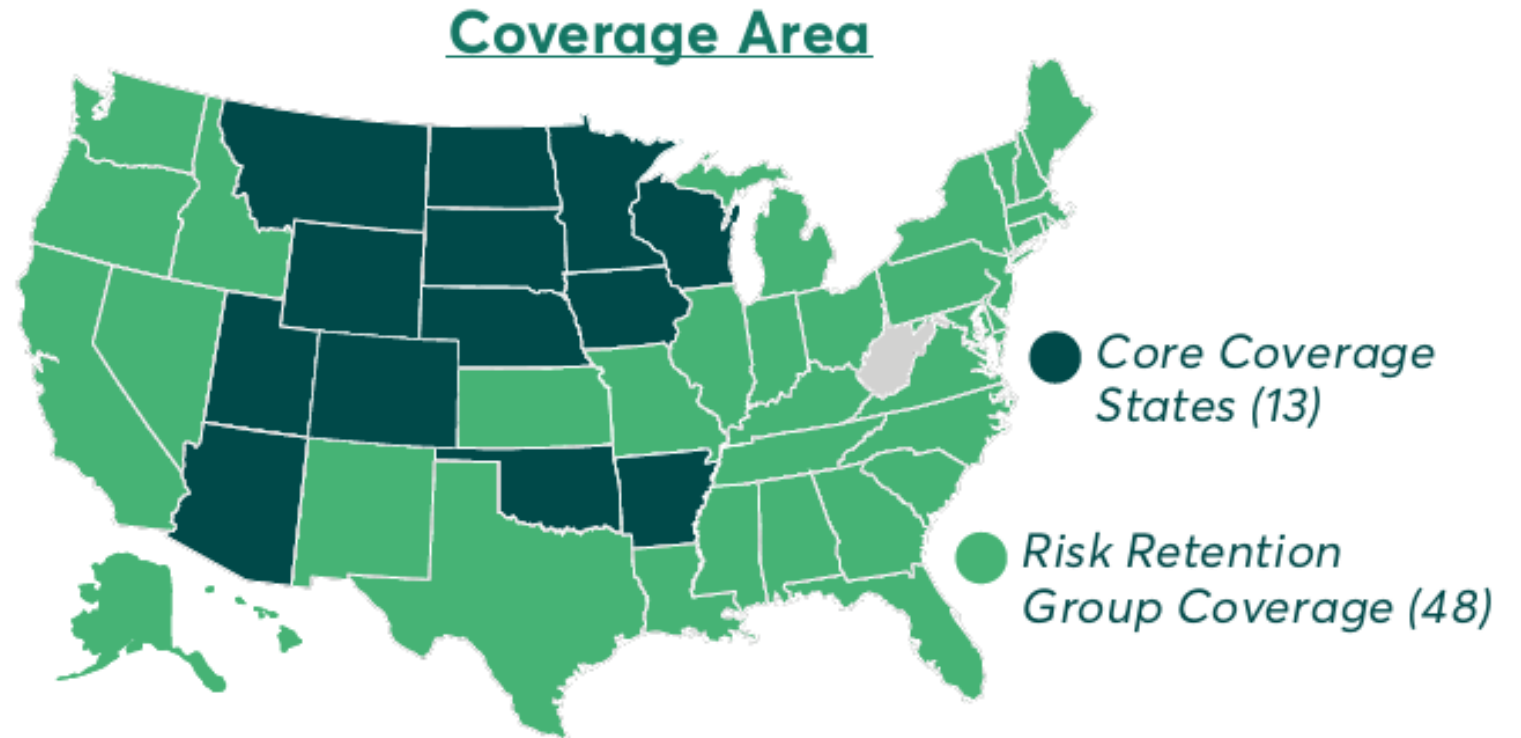 Coverage Area
Core Coverage
States (13)
Risk Retention
Group Coverage (48)